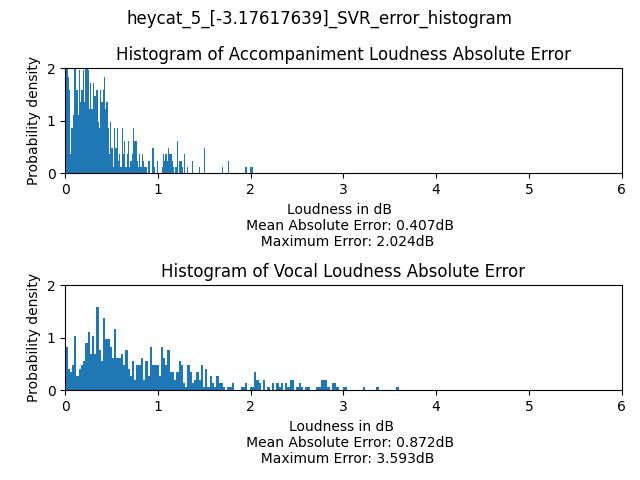 heycat_5_[-3.17617639]_SVR_error_histogram
Histogram of Accompaniment Loudness Absolute Error
Probability density
2
1
0
0 1 2 3 4 5 6
Loudness in dB
Mean Absolute Error: 0.407dB
Maximum Error: 2.024dB
Histogram of Vocal Loudness Absolute Error
Probability density
2
1
0
0 1 2 3 4 5 6
Loudness in dB
Mean Absolute Error: 0.872dB
Maximum Error: 3.593dB